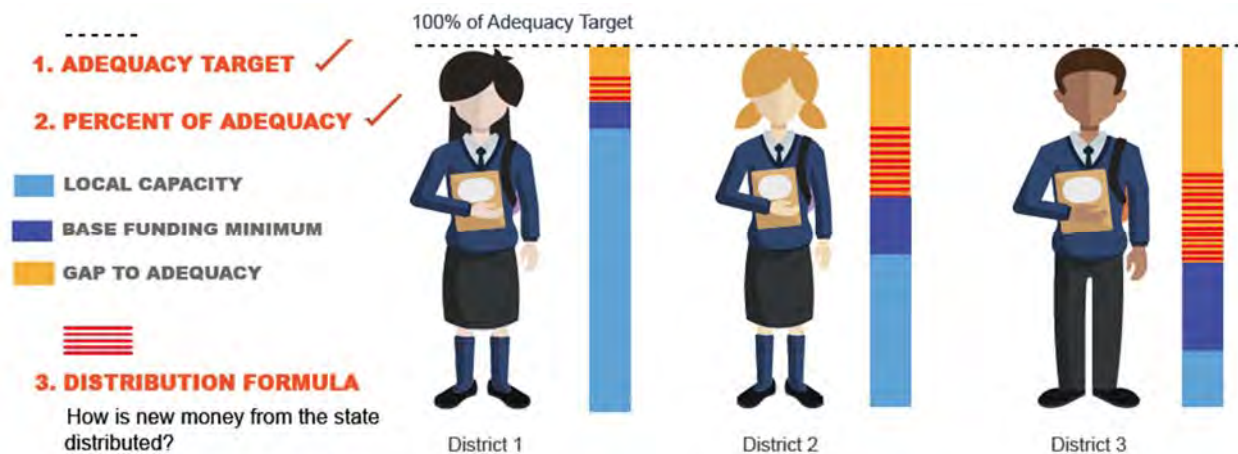 100% of Adequacy Target
1. ADEQUACY TARGET
2. PERCENT OF ADEQUACY
LOCAL CAPACITY
BASE FUNDING MINIMUM
GAP TO ADEQUACY
3. DISTRIBUTION FORMULA
How is new money from the state
distributed?
District 1
District 2
District 3